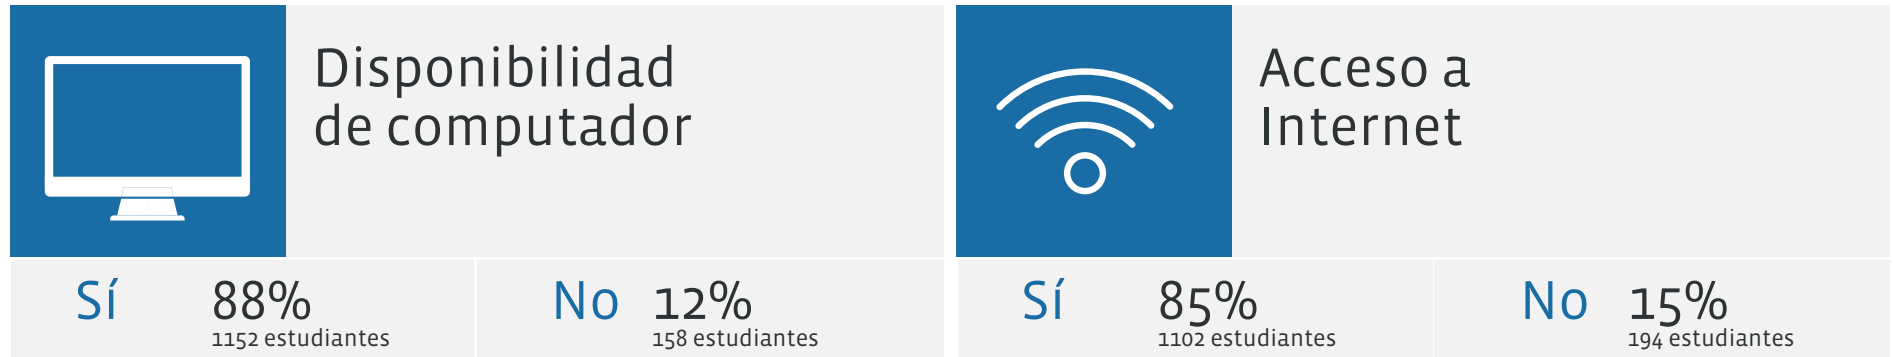 Disponibilidad
de computador
Sí 88%
1152 estudiantes
No 12%
158 estudiantes
Acceso a
Internet
Sí 85%
1102 estudiantes
No 15%
194 estudiantes